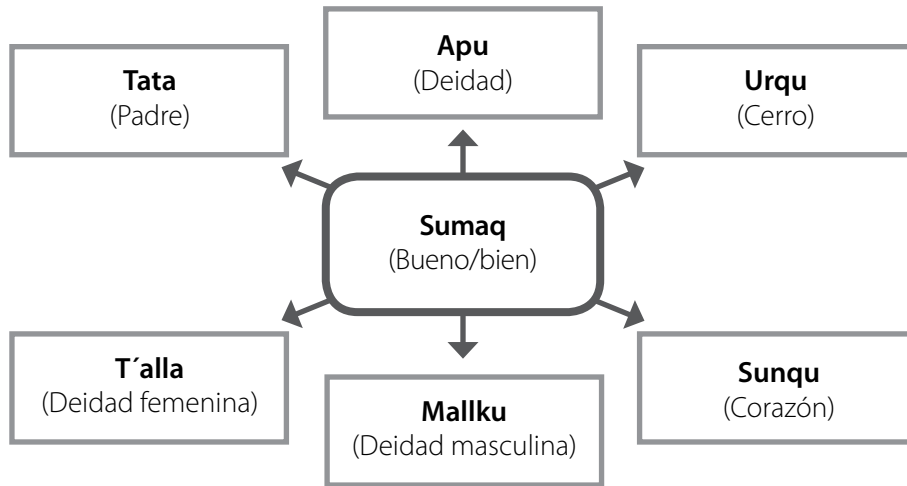 Apu
(Deidad)
Tata
(Padre)
Urqu
(Cerro)
Sumaq
(Bueno/bien)
T´alla
(Deidad femenina)
Mallku
(Deidad masculina)
Sunqu
(Corazón)